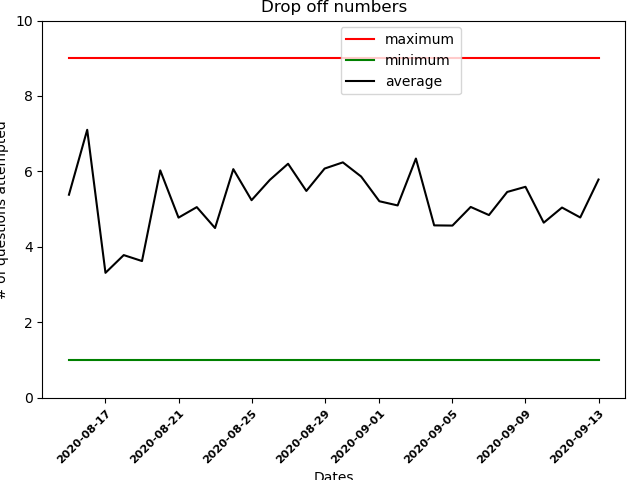 Drop off numbers
maximum
minimum
average
# of questions attempted
10
8
6
4
2
0
2020-08-17
2020-08-21
2020-08-25
2020-08-29
2020-09-01
2020-09-05
2020-09-09
2020-09-13
Dates